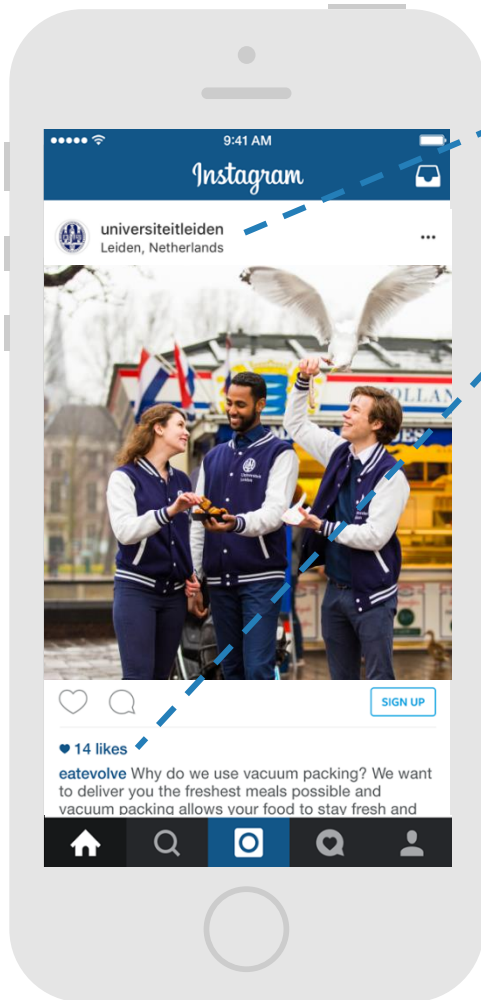 9:41 AM
Instagram
universiteitleiden
Leiden, Netherlands
HOLLAND
SIGN UP
14 likes
eatevolve Why do we use vacuum packing? We want
to deliver you the freshest meals possible and
vacuum packing allows your food to stay fresh and